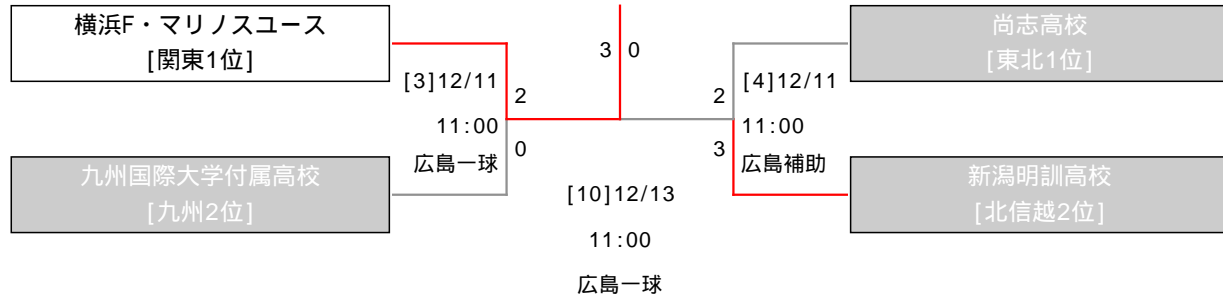 横浜F・マリノスユース
[関東1位]
3 0
尚志高校
[東北1位]
[3]12/11
2
2
[4]12/11
11:00
11:00
0
3
広島一球
広島補助
九州国際大学付属高校
[九州2位]
新潟明訓高校
[北信越2位]
[10]12/13
11:00
広島一球